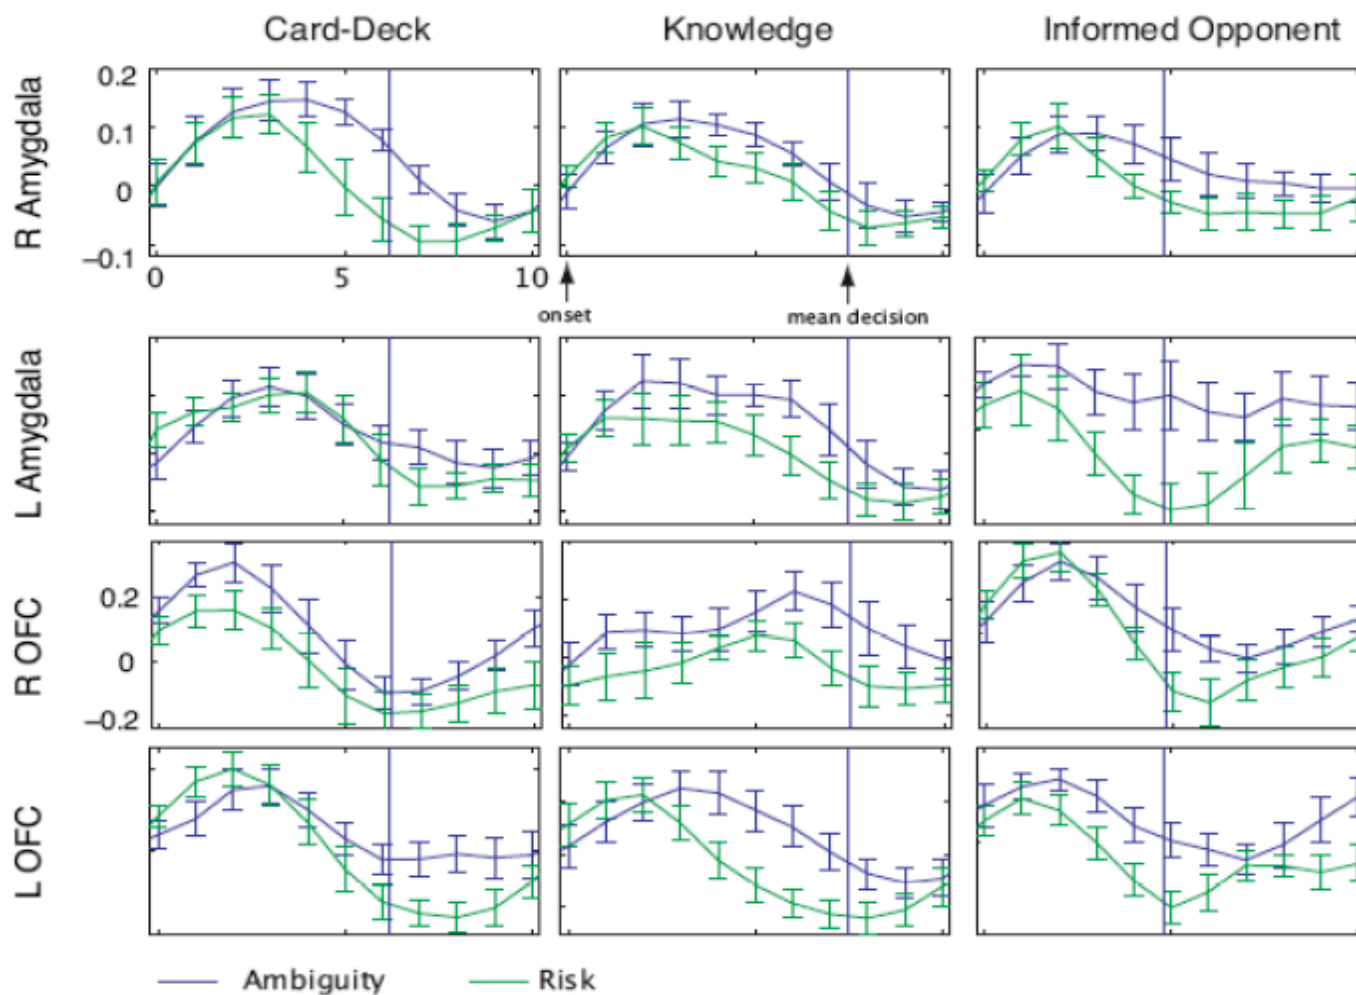 Card-Deck Knowledge Informed Opponent
R Amygdala
0.2
0.1
0
−0.1
0 5 10
onset mean decision
L Amygdala
R OFC
0.2
0
−0.2
L OFC
Ambiguity Risk